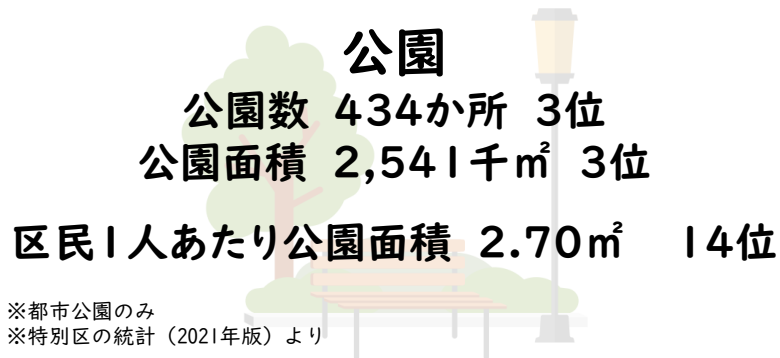 公園
公園数 434か所 3位
公園面積 2,541千㎡ 3位
区民1人あたり公園面積 2.70㎡ 14位
※都市公園のみ
※特別区の統計（2021年版）より